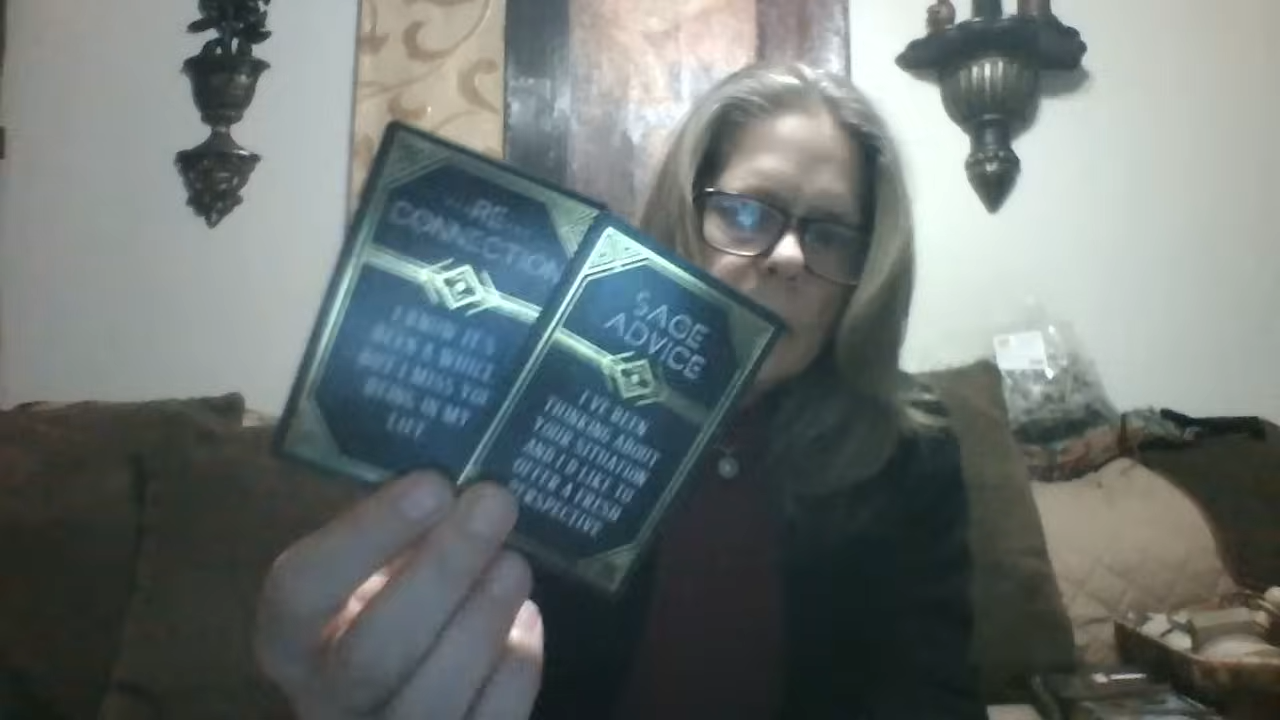 RE-
CONNECTION
I KNOW IT'S
BEEN A WHILE
BUT I MISS YOU
BEING IN MY
LIFE
SAGE
ADVICE
I'VE BEEN
THINKING ABOUT
YOUR SITUATION
AND I'D LIKE TO
OFFER A FRESH
PERSPECTIVE